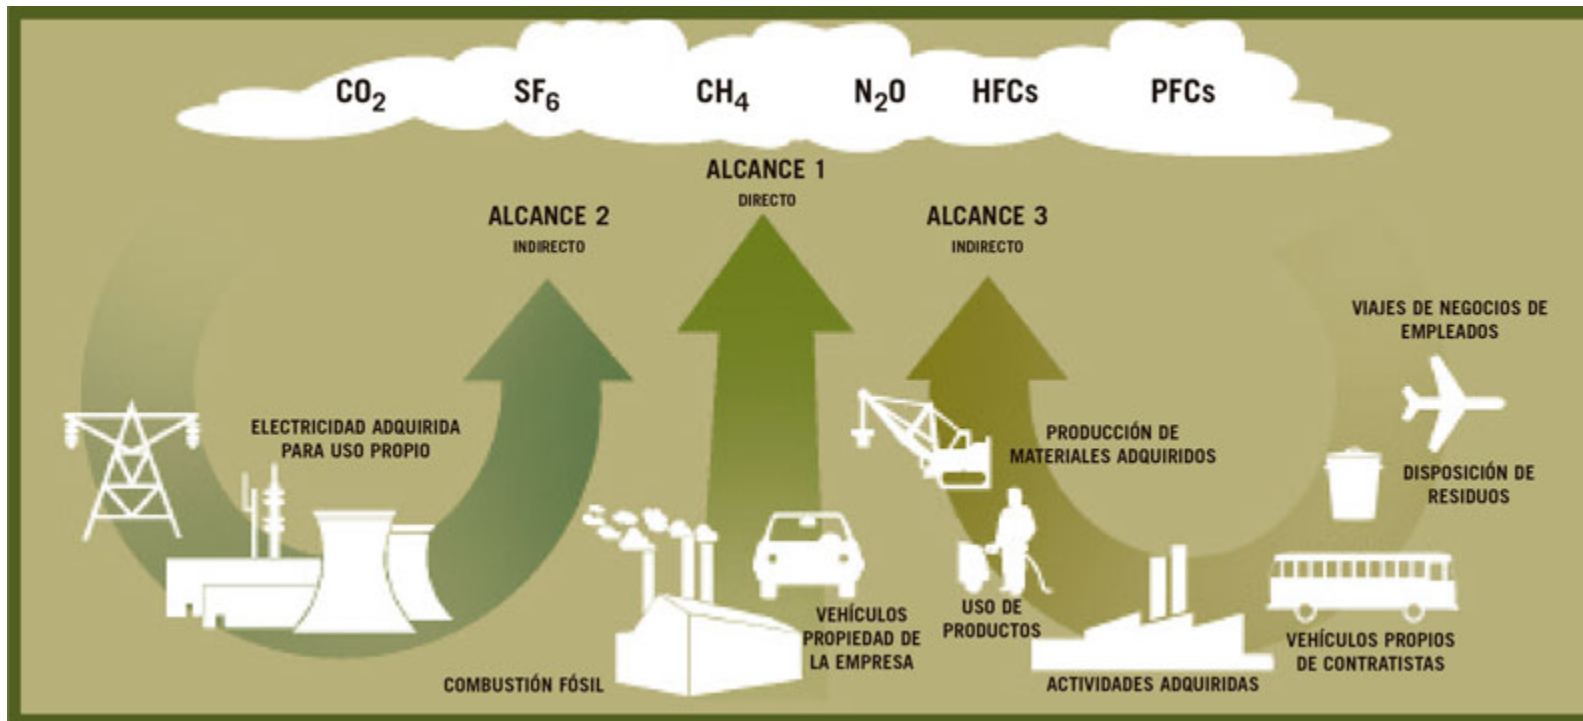 CO₂ SF₆ CH₄ N₂O HFCs PFCs
ALCANCE 1
DIRECTO
ALCANCE 2
INDIRECTO
ALCANCE 3
INDIRECTO
ELECTRICIDAD ADQUIRIDA
PARA USO PROPIO
COMBUSTIÓN FÓSIL
VEHÍCULOS
PROPIEDAD DE
LA EMPRESA
PRODUCCIÓN DE
MATERIALES ADQUIRIDOS
USO DE
PRODUCTOS
ACTIVIDADES ADQUIRIDAS
VIAJES DE NEGOCIOS DE
EMPLEADOS
DISPOSICIÓN DE
RESIDUOS
VEHÍCULOS PROPIOS
DE CONTRATISTAS